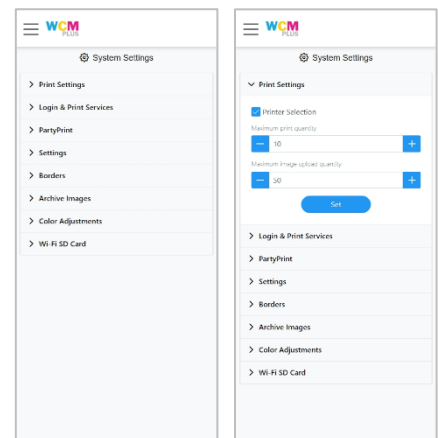 WCM
PLUS
System Settings
Print Settings
Login & Print Services
PartyPrint
Settings
Borders
Archive Images
Color Adjustments
Wi-Fi SD Card
WCM
PLUS
System Settings
Print Settings
Printer Selection
Maximum print quantity
10
Maximum image upload quantity
50
Set
Login & Print Services
PartyPrint
Settings
Borders
Archive Images
Color Adjustments
Wi-Fi SD Card